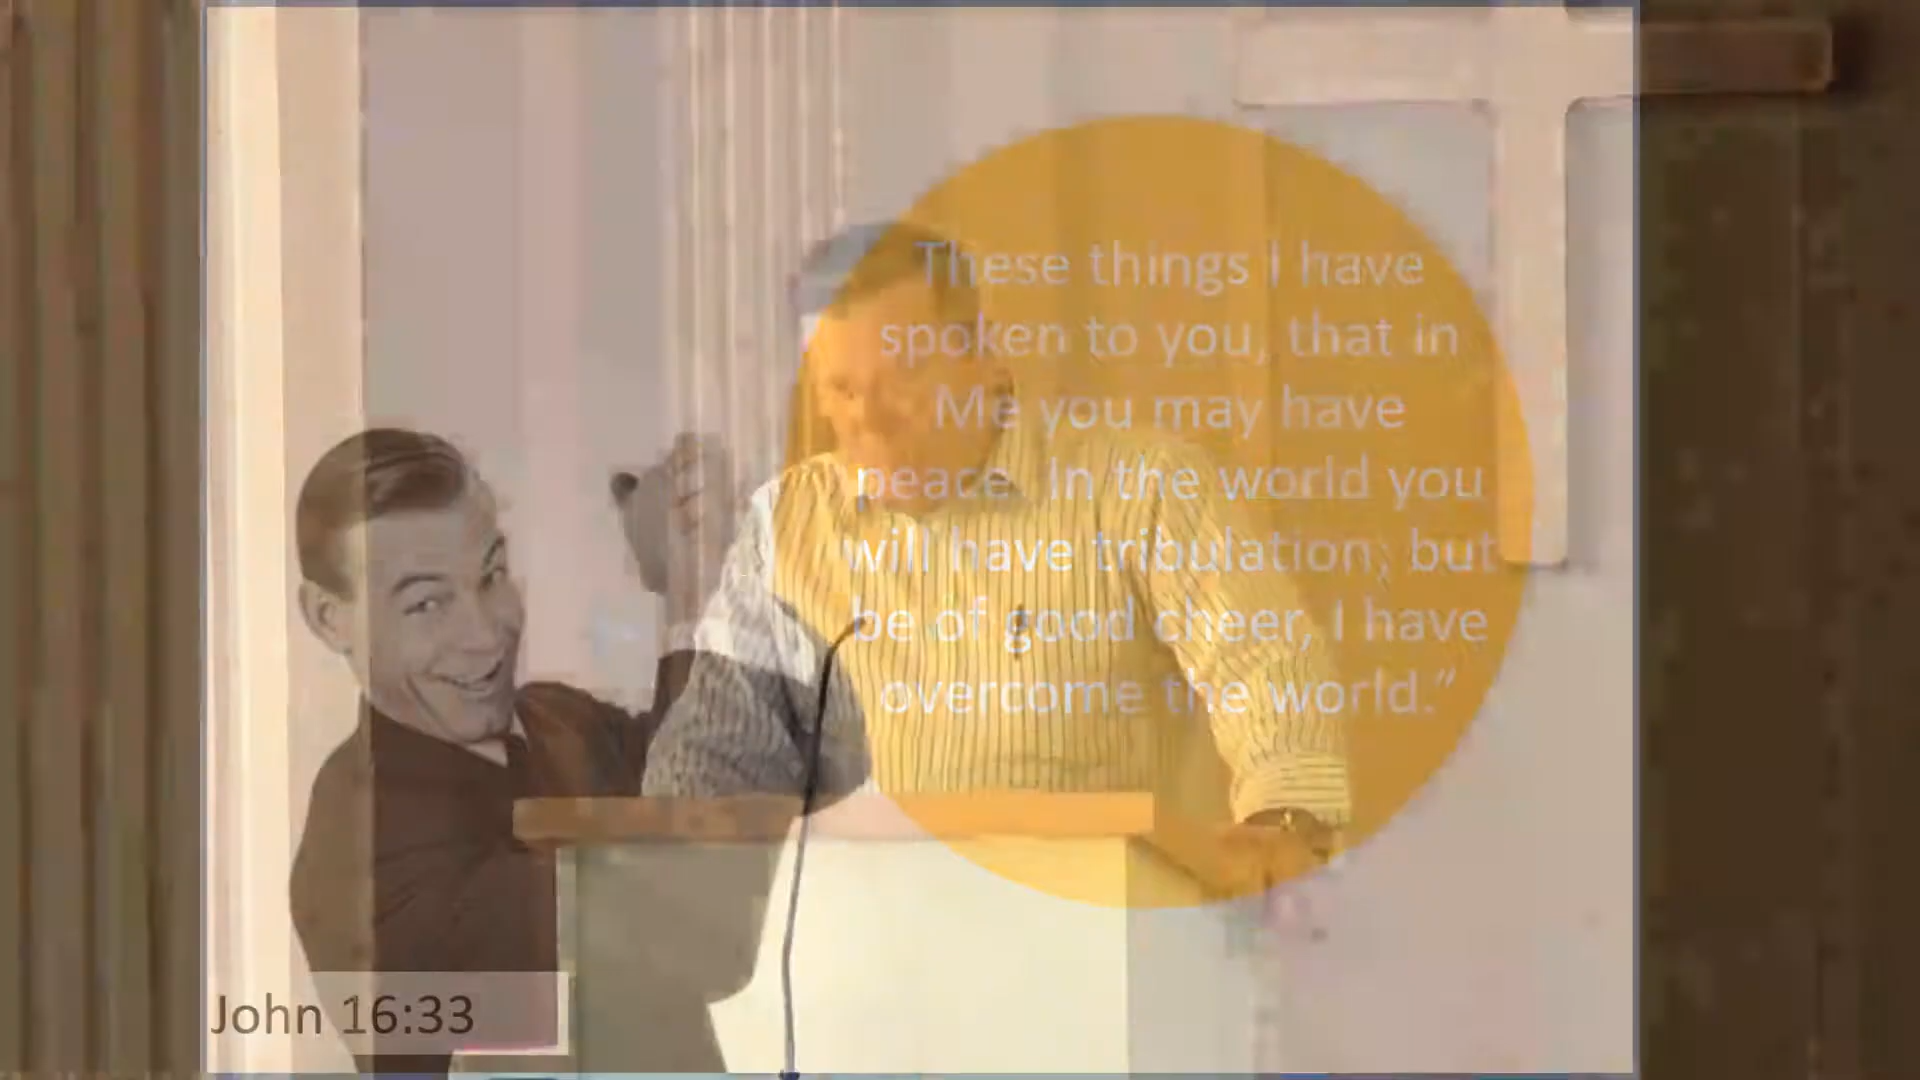 These things I have
spoken to you, that in
Me you may have
peace. In the world you
will have tribulation; but
be of good cheer, I have
overcome the world.”
John 16:33